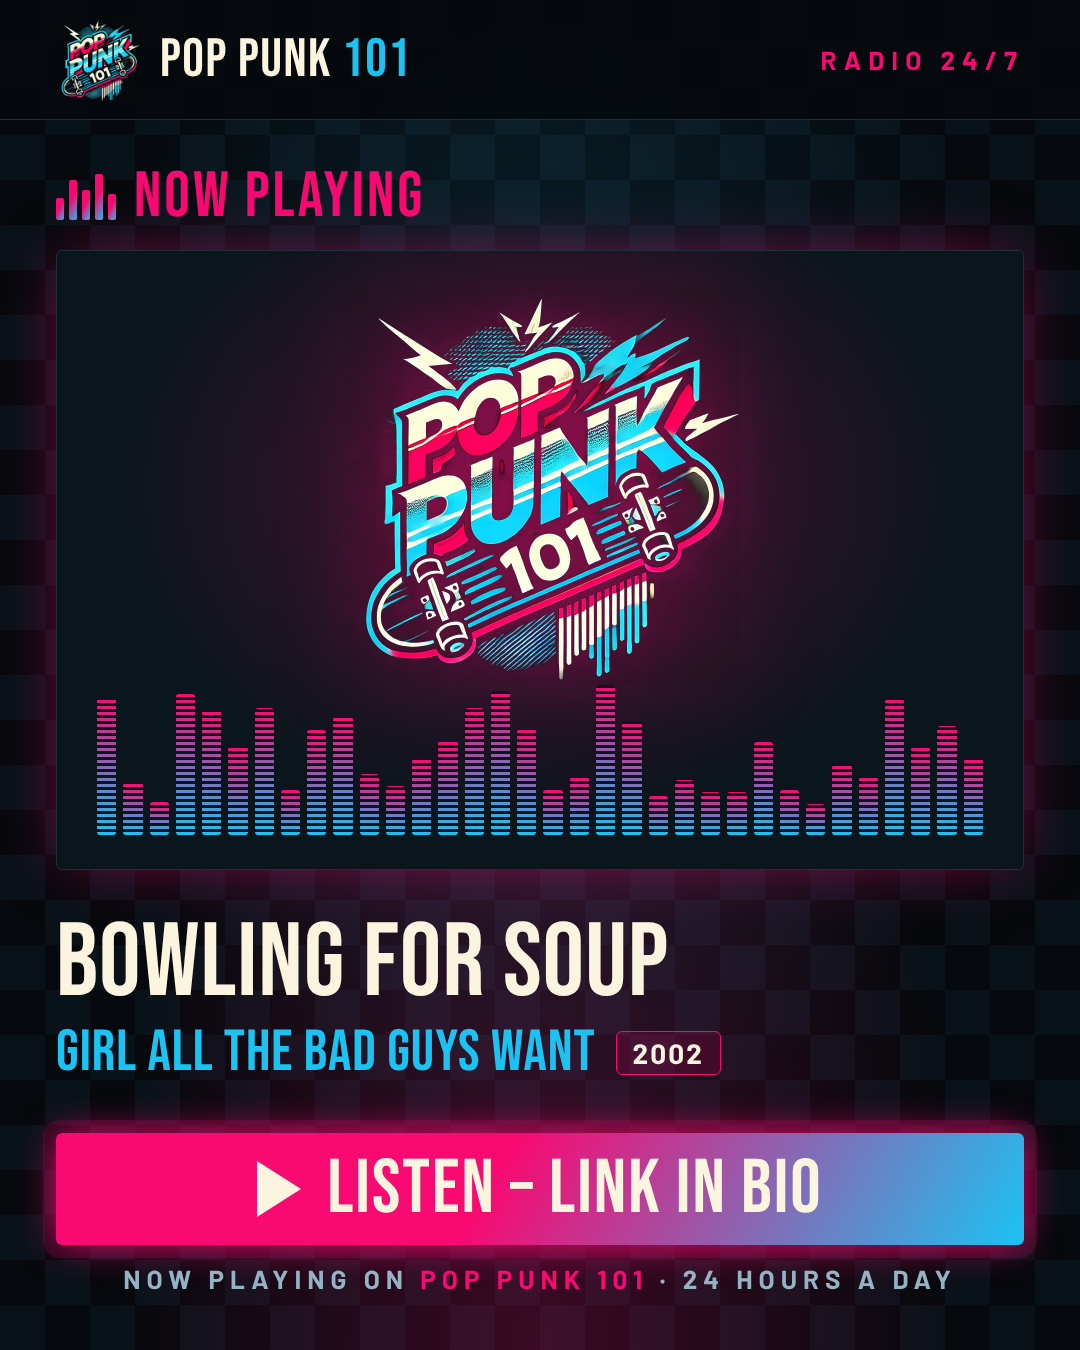 POP PUNK 101
POP PUNK 101
RADIO 24/7
NOW PLAYING
POP
PUNK
101
BOWLING FOR SOUP
GIRL ALL THE BAD GUYS WANT 2002
LISTEN – LINK IN BIO
NOW PLAYING ON POP PUNK 101 · 24 HOURS A DAY